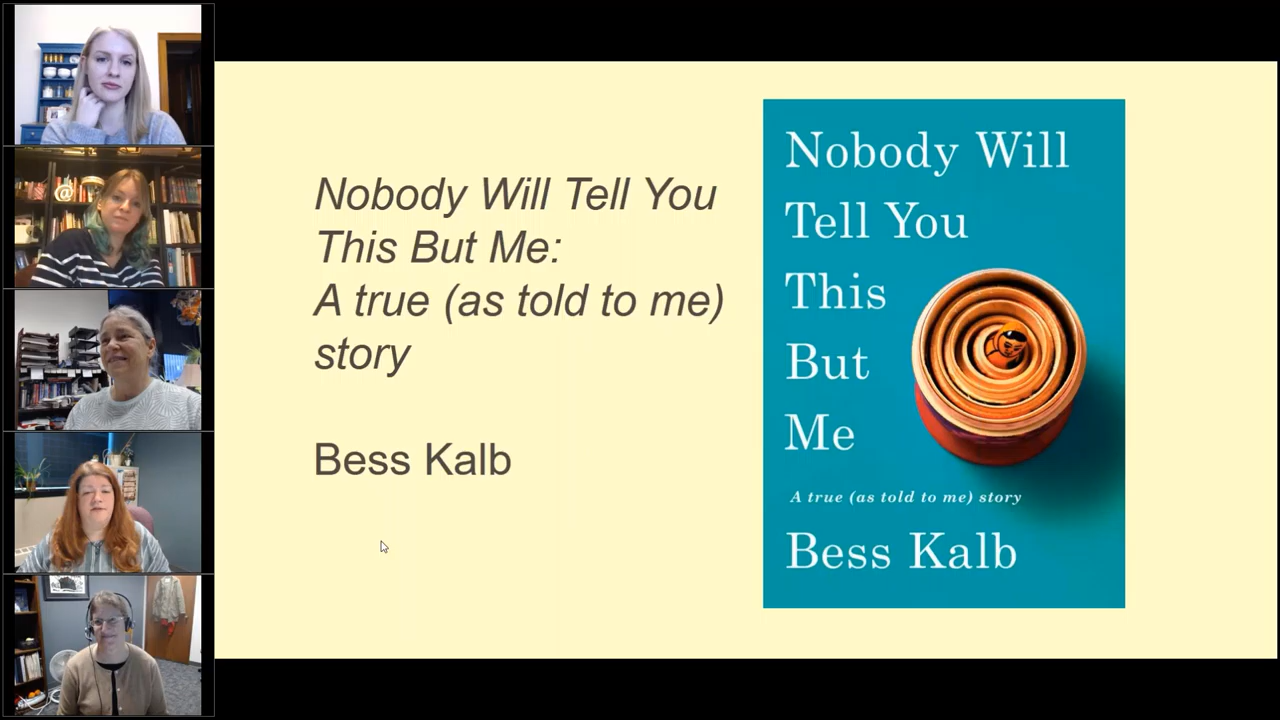 Nobody Will Tell You
This But Me:
A true (as told to me)
story
Bess Kalb
Nobody Will
Tell You
This
But
Me
A true (as told to me) story
Bess Kalb